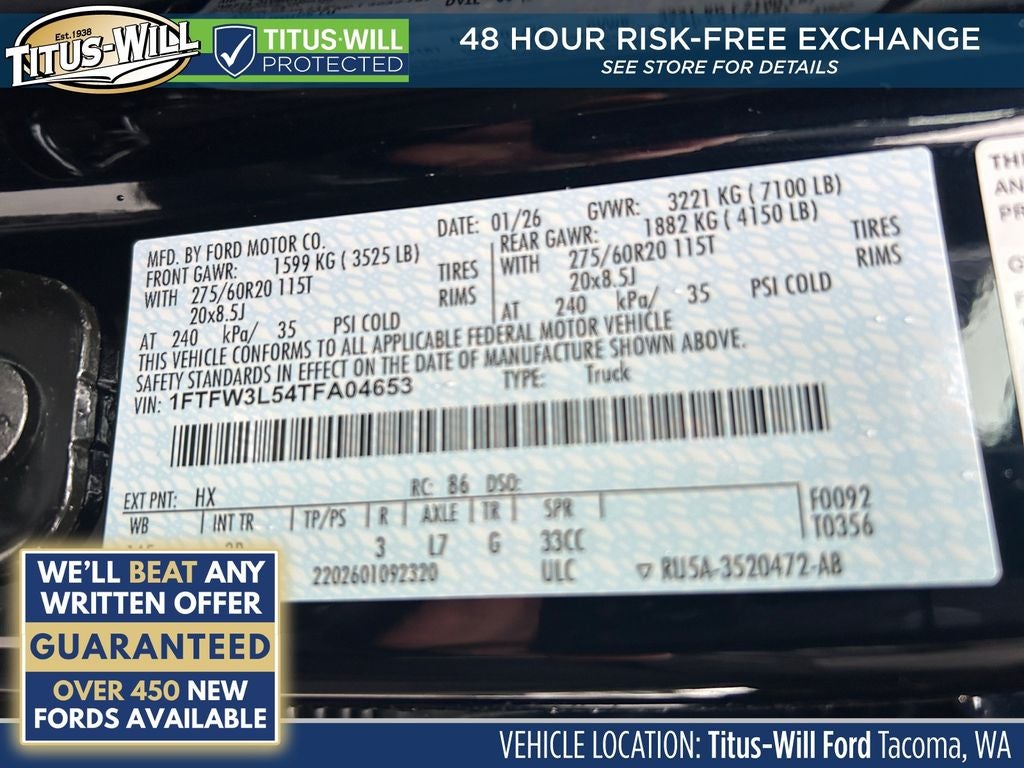 Est. 1938
TITUS-WILL
TITUS-WILL
PROTECTED
48 HOUR RISK-FREE EXCHANGE
SEE STORE FOR DETAILS
MFD. BY FORD MOTOR CO.
DATE: 01/26
GVWR: 3221 KG ( 7100 LB)
FRONT GAWR: 1599 KG ( 3525 LB)
REAR GAWR: 1882 KG ( 4150 LB)
WITH 275/60R20 115T TIRES
WITH 275/60R20 115T TIRES
20x8.5J RIMS
20x8.5J RIMS
AT 240 kPa/ 35 PSI COLD
AT 240 kPa/ 35 PSI COLD
THIS VEHICLE CONFORMS TO ALL APPLICABLE FEDERAL MOTOR VEHICLE
SAFETY STANDARDS IN EFFECT ON THE DATE OF MANUFACTURE SHOWN ABOVE.
VIN: 1FTFW3L54TFA04653
TYPE: Truck
EXT PNT: HX RC: 86 DSO:
WB INT TR TP/PS R AXLE TR SPR
F0092
T0356
3 L7 G 33CC
2202601092320 ULC
RU5A-3520472-AB
WE'LL BEAT ANY
WRITTEN OFFER
GUARANTEED
OVER 450 NEW
FORDS AVAILABLE
VEHICLE LOCATION: Titus-Will Ford Tacoma, WA